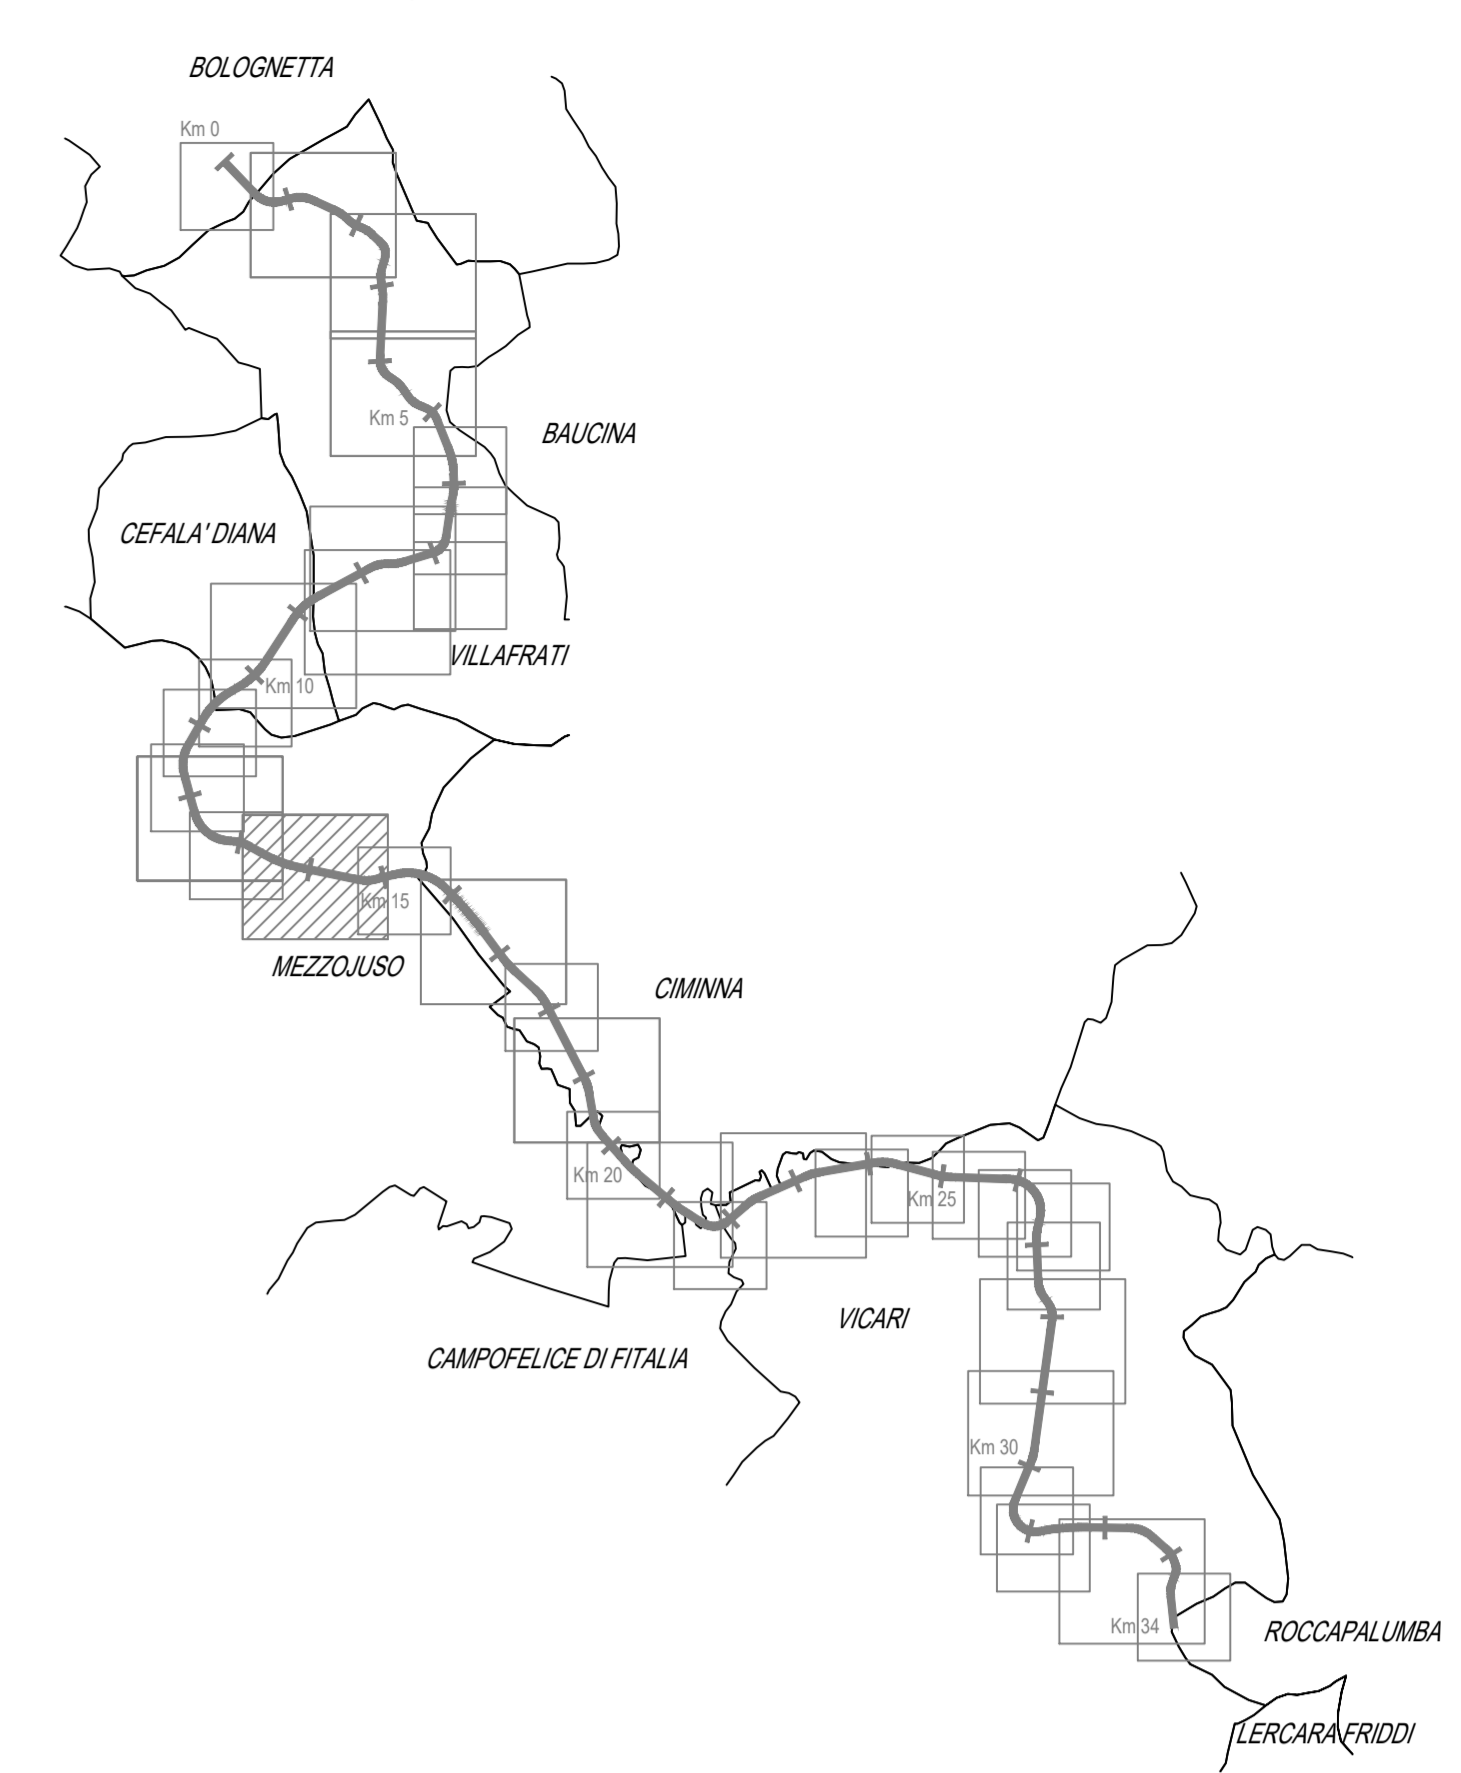 BOLOGNETTA
Km 0
Km 5
BAUCINA
CEFALA' DIANA
VILLAFRATI
Km 10
Km 15
MEZZOJUSO
CIMINNA
Km 20
Km 25
VICARI
CAMPOFELICE DI FITALIA
Km 30
Km 34
ROCCAPALUMBA
LERCARA FRIDDI